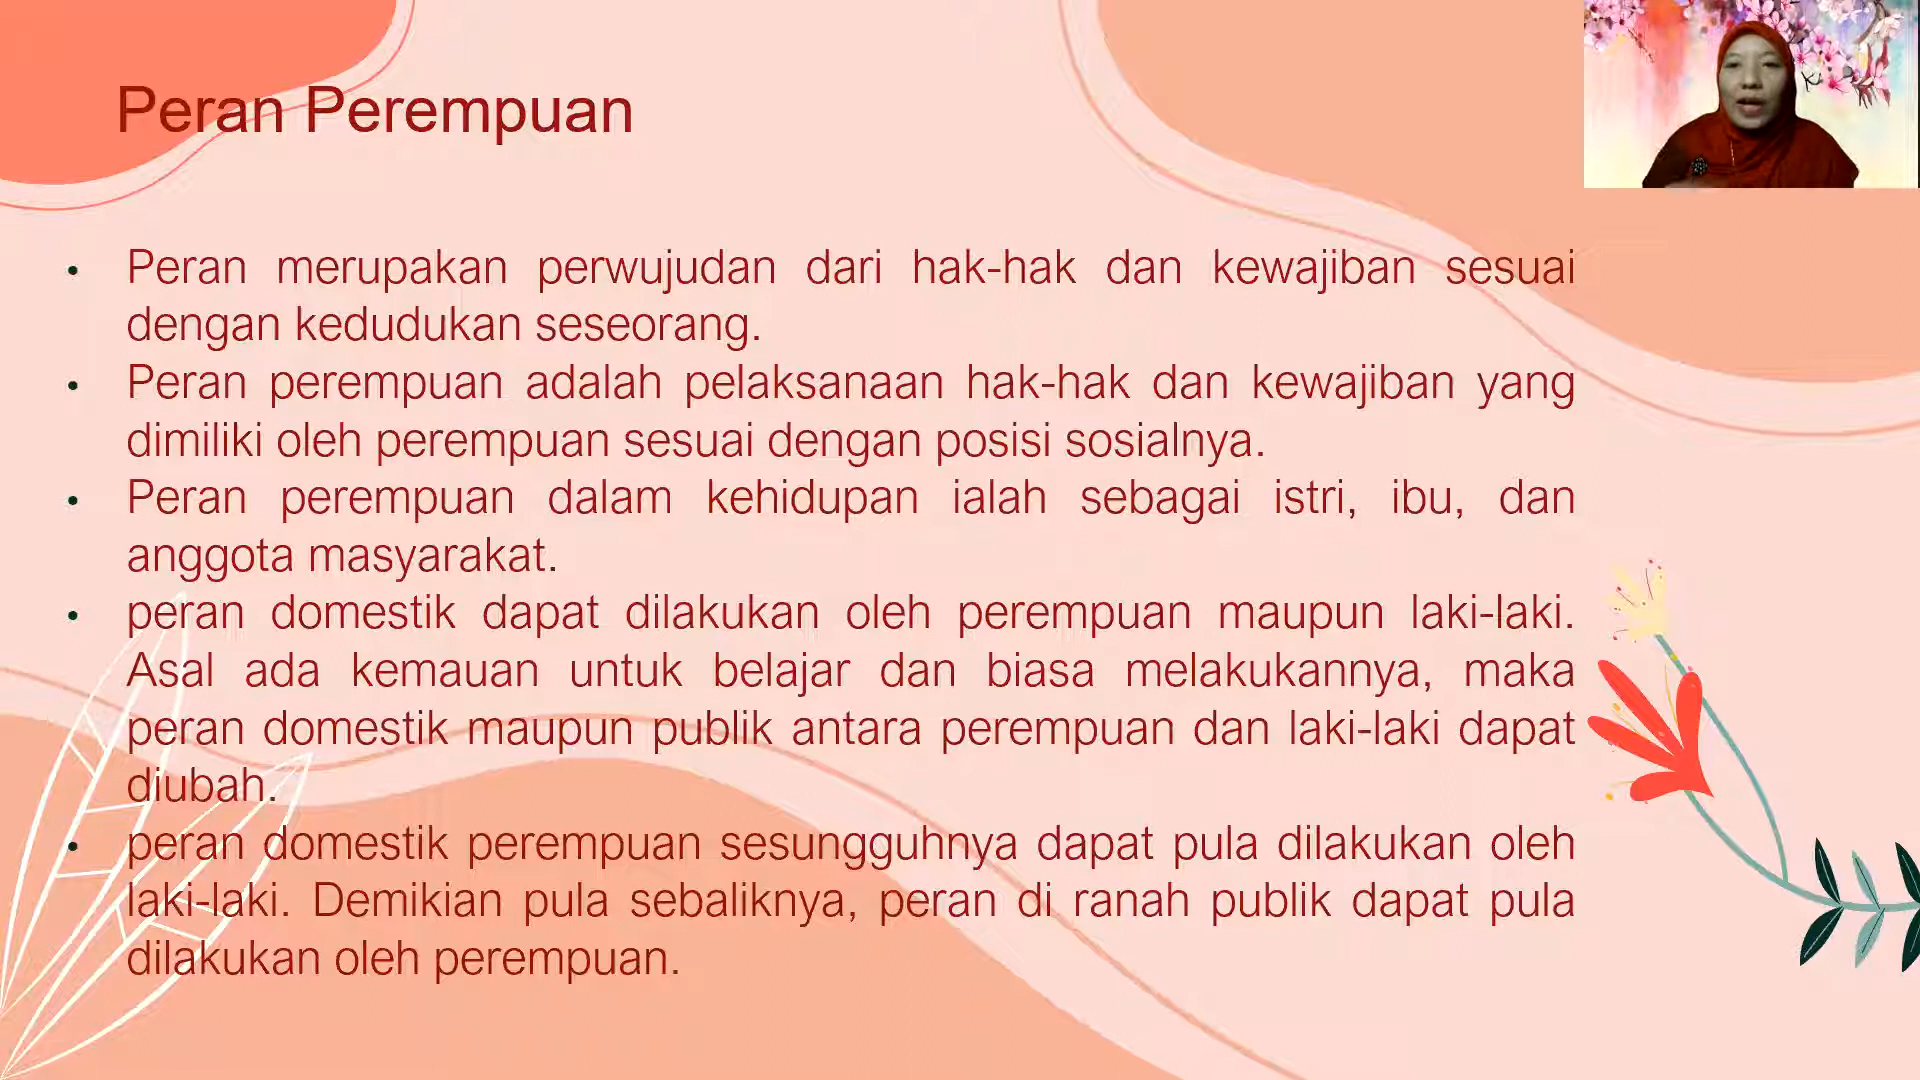 Peran Perempuan
• Peran merupakan perwujudan dari hak-hak dan kewajiban sesuai
dengan kedudukan seseorang.
• Peran perempuan adalah pelaksanaan hak-hak dan kewajiban yang
dimiliki oleh perempuan sesuai dengan posisi sosialnya.
• Peran perempuan dalam kehidupan ialah sebagai istri, ibu, dan
anggota masyarakat.
• peran domestik dapat dilakukan oleh perempuan maupun laki-laki.
Asal ada kemauan untuk belajar dan biasa melakukannya, maka
peran domestik maupun publik antara perempuan dan laki-laki dapat
diubah.
• peran domestik perempuan sesungguhnya dapat pula dilakukan oleh
laki-laki. Demikian pula sebaliknya, peran di ranah publik dapat pula
dilakukan oleh perempuan.